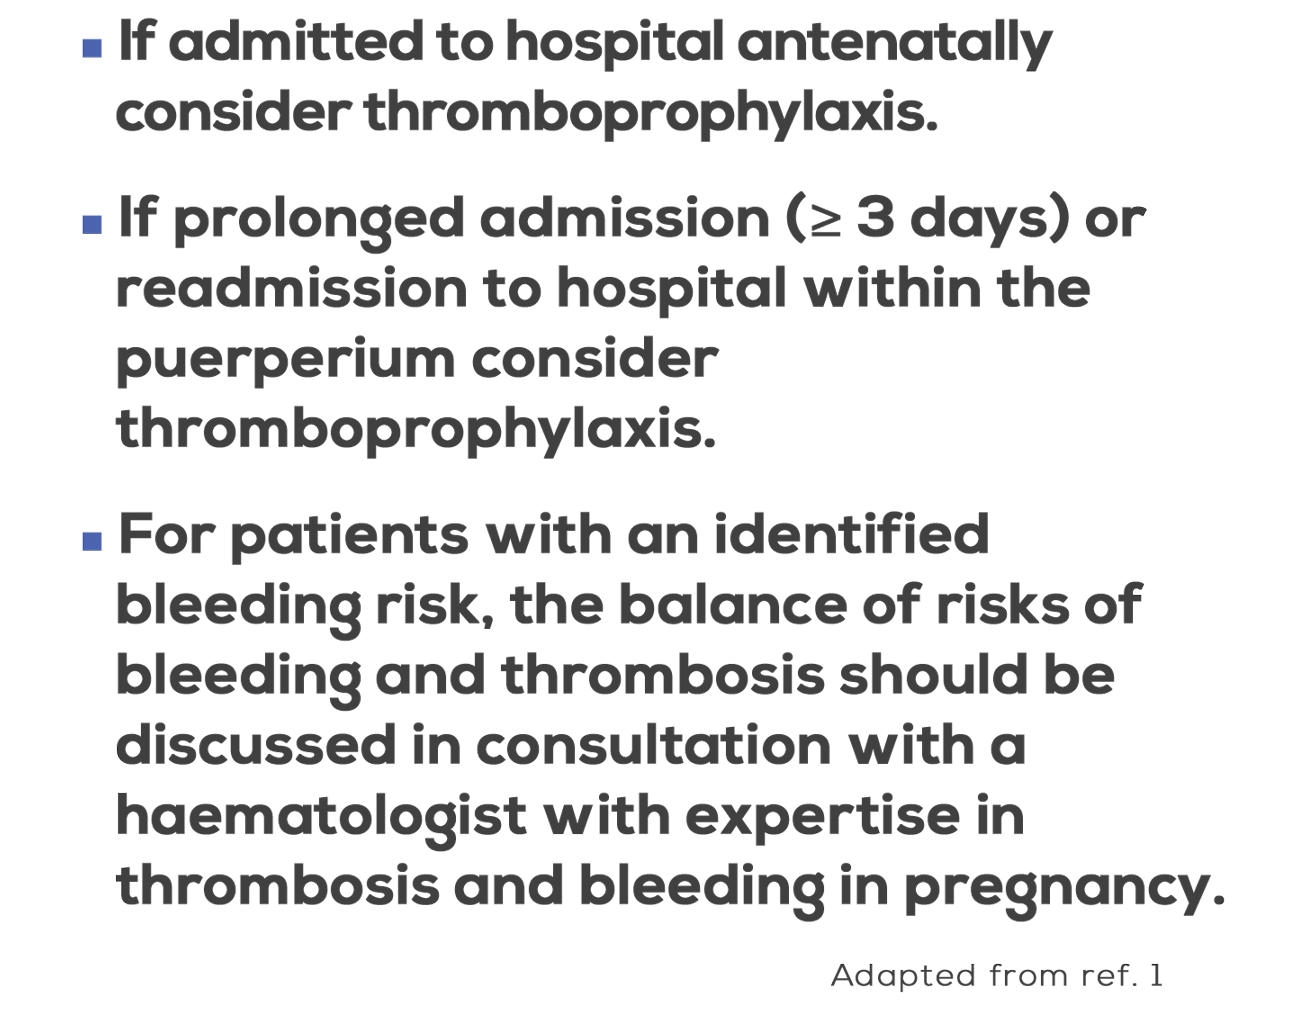 ▪ If admitted to hospital antenatally
consider thromboprophylaxis.
▪ If prolonged admission (≥ 3 days) or
readmission to hospital within the
puerperium consider
thromboprophylaxis.
▪ For patients with an identified
bleeding risk, the balance of risks of
bleeding and thrombosis should be
discussed in consultation with a
haematologist with expertise in
thrombosis and bleeding in pregnancy.
Adapted from ref. 1